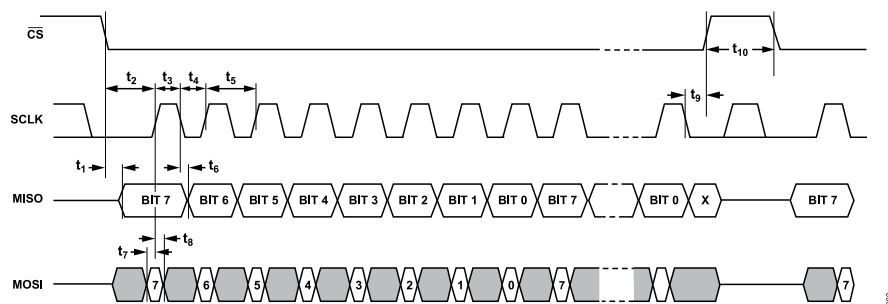 CS
t2 t3 t4 t5 t10
SCLK
t9
t1 t6
MISO BIT 7 BIT 6 BIT 5 BIT 4 BIT 3 BIT 2 BIT 1 BIT 0 BIT 7 BIT 0 X BIT 7
t7 t8
MOSI 7 6 5 4 3 2 1 0 7 7